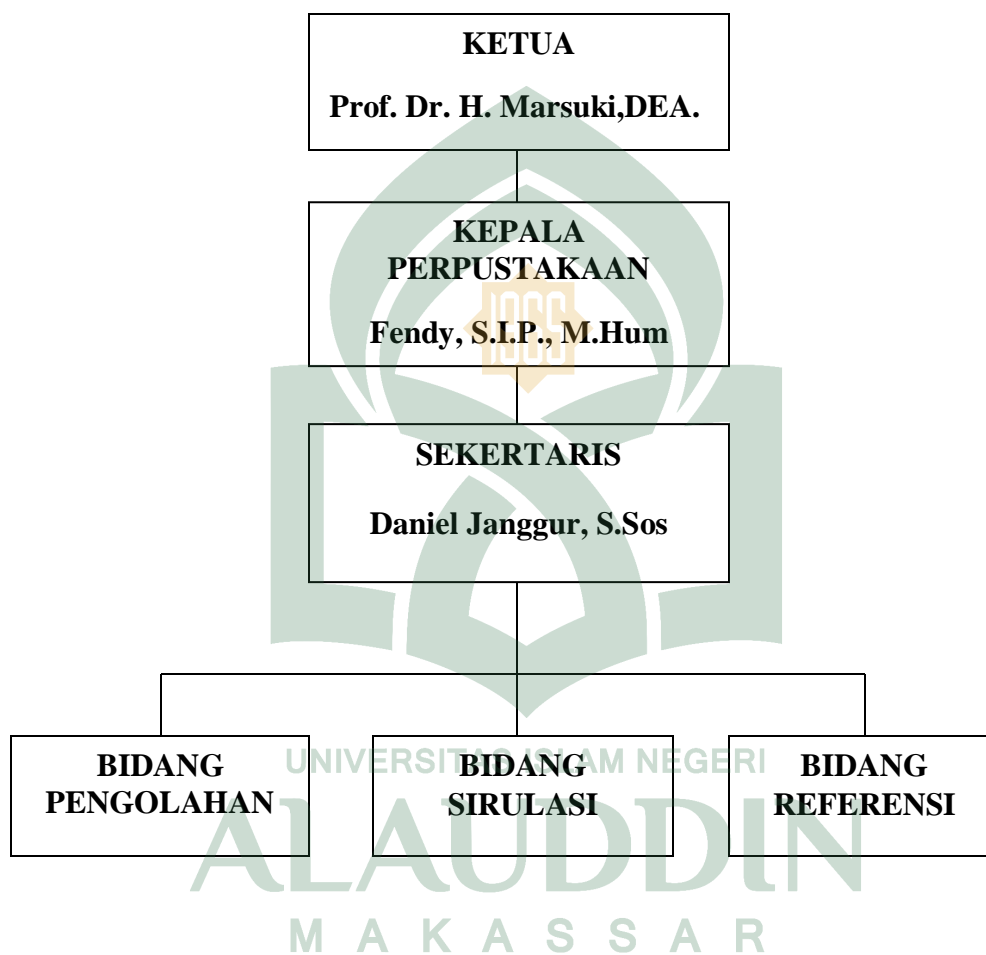 KETUA
Prof. Dr. H. Marsuki,DEA.
KEPALA
PERPUSTAKAAN
Fendy, S.I.P., M.Hum
SEKERTARIS
Daniel Janggur, S.Sos
BIDANG
PENGOLAHAN
BIDANG
SIRULASI
BIDANG
REFERENSI
UNIVERSITAS ISLAM NEGERI
ALAUDDIN
MAKASSAR